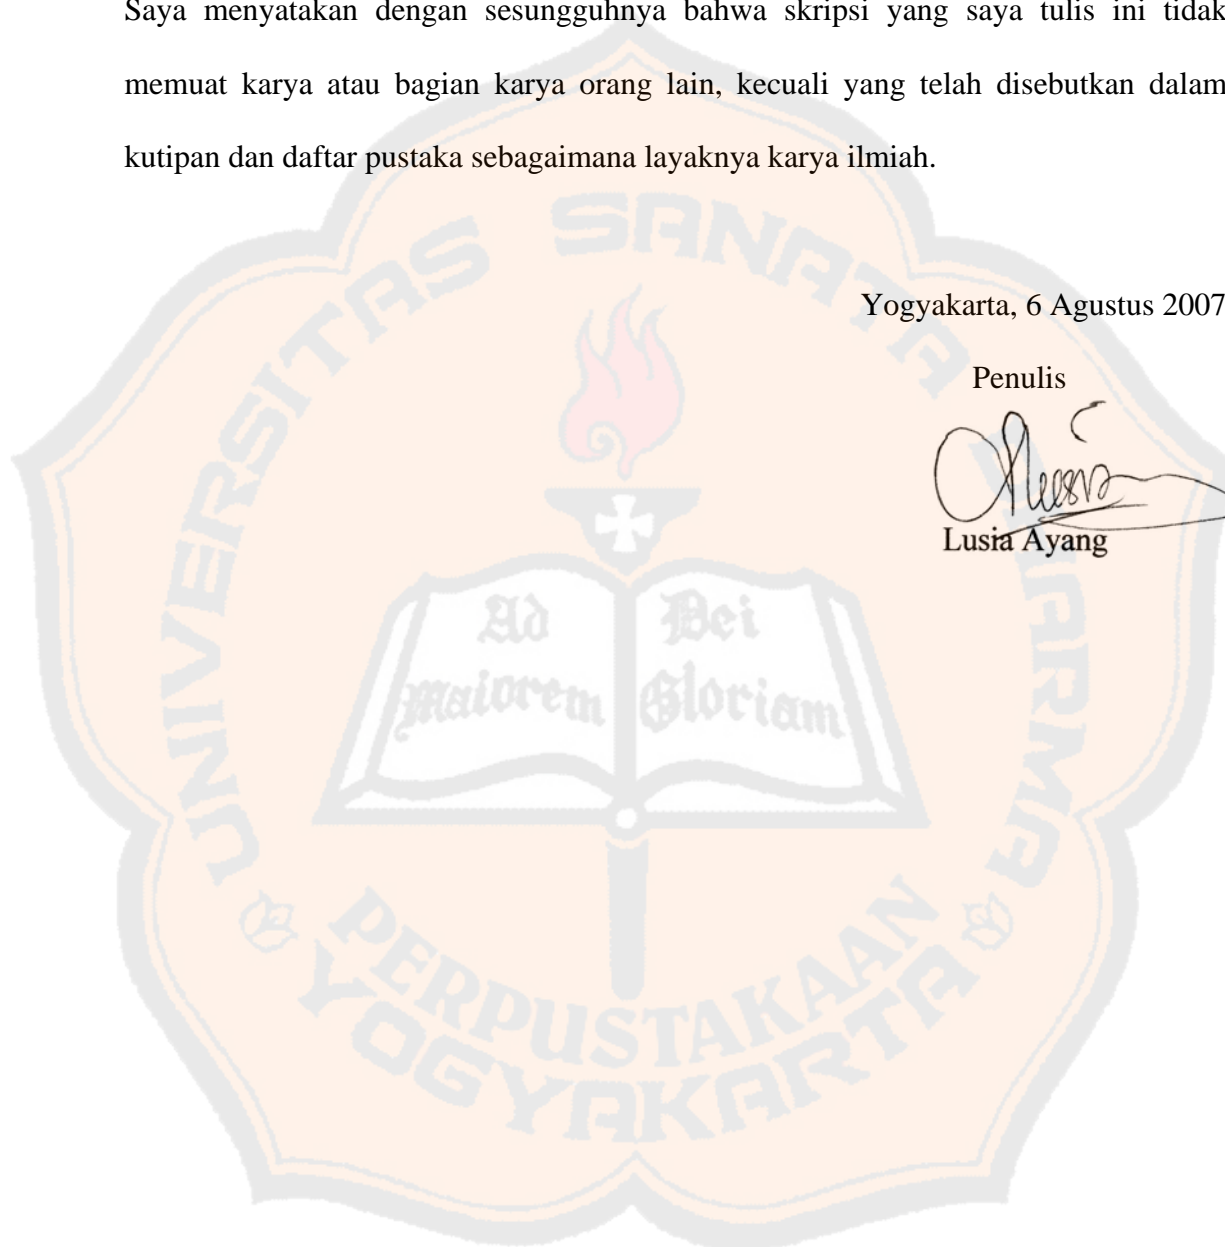 Saya menyatakan dengan sesungguhnya bahwa skripsi yang saya tulis ini tidak
memuat karya atau bagian karya orang lain, kecuali yang telah disebutkan dalam
kutipan dan daftar pustaka sebagaimana layaknya karya ilmiah.
Yogyakarta, 6 Agustus 2007
Penulis
Lusia Ayang
UNIVERSITAS SANATA DHARMA
Ad Dei
Maiorem Gloriam
PERPUSTAKAAN
YOGYAKARTA